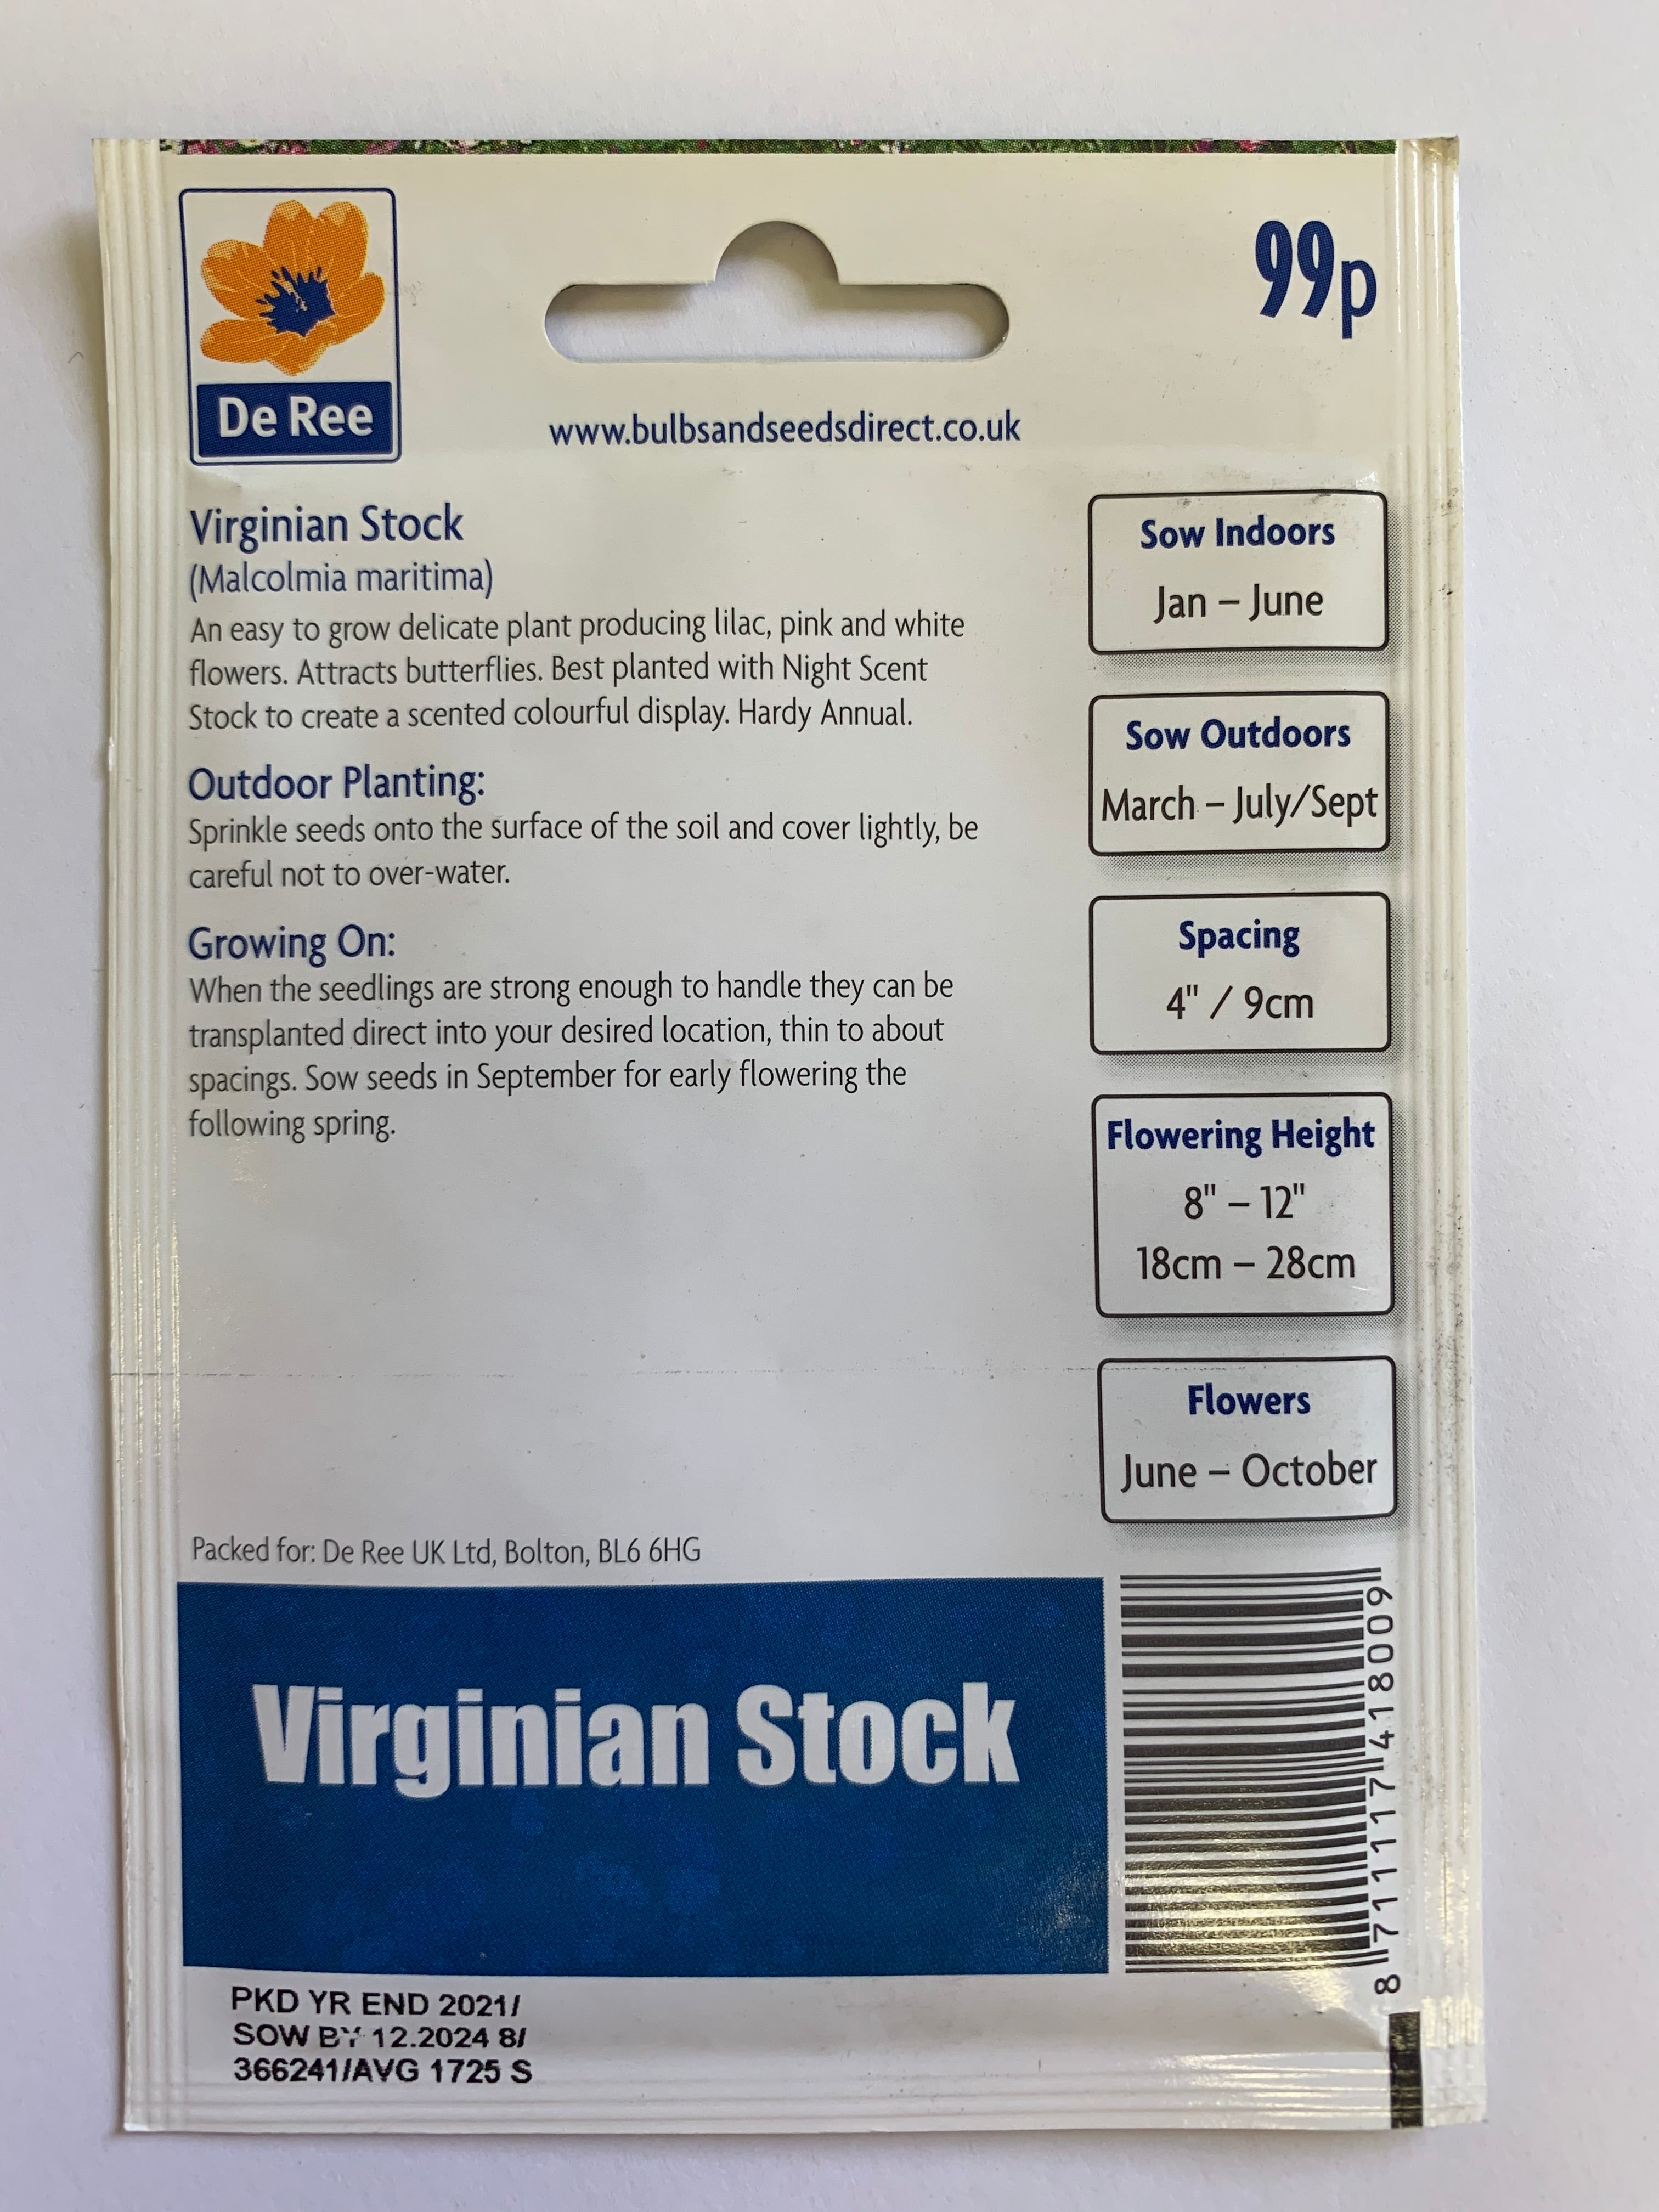 De Ree
99p
www.bulbsandseedsdirect.co.uk
Virginian Stock
(Malcolmia maritima)
An easy to grow delicate plant producing lilac, pink and white
flowers. Attracts butterflies. Best planted with Night Scent
Stock to create a scented colourful display. Hardy Annual.
Outdoor Planting:
Sprinkle seeds onto the surface of the soil and cover lightly, be
careful not to over-water.
Growing On:
When the seedlings are strong enough to handle they can be
transplanted direct into your desired location, thin to about
spacings. Sow seeds in September for early flowering the
following spring.
Sow Indoors
Jan – June
Sow Outdoors
March – July/Sept
Spacing
4" / 9cm
Flowering Height
8" – 12"
18cm – 28cm
Flowers
June – October
Packed for: De Ree UK Ltd, Bolton, BL6 6HG
Virginian Stock
8 711117 418009
PKD YR END 2021/
SOW BY 12.2024 8/
366241/AVG 1725 S